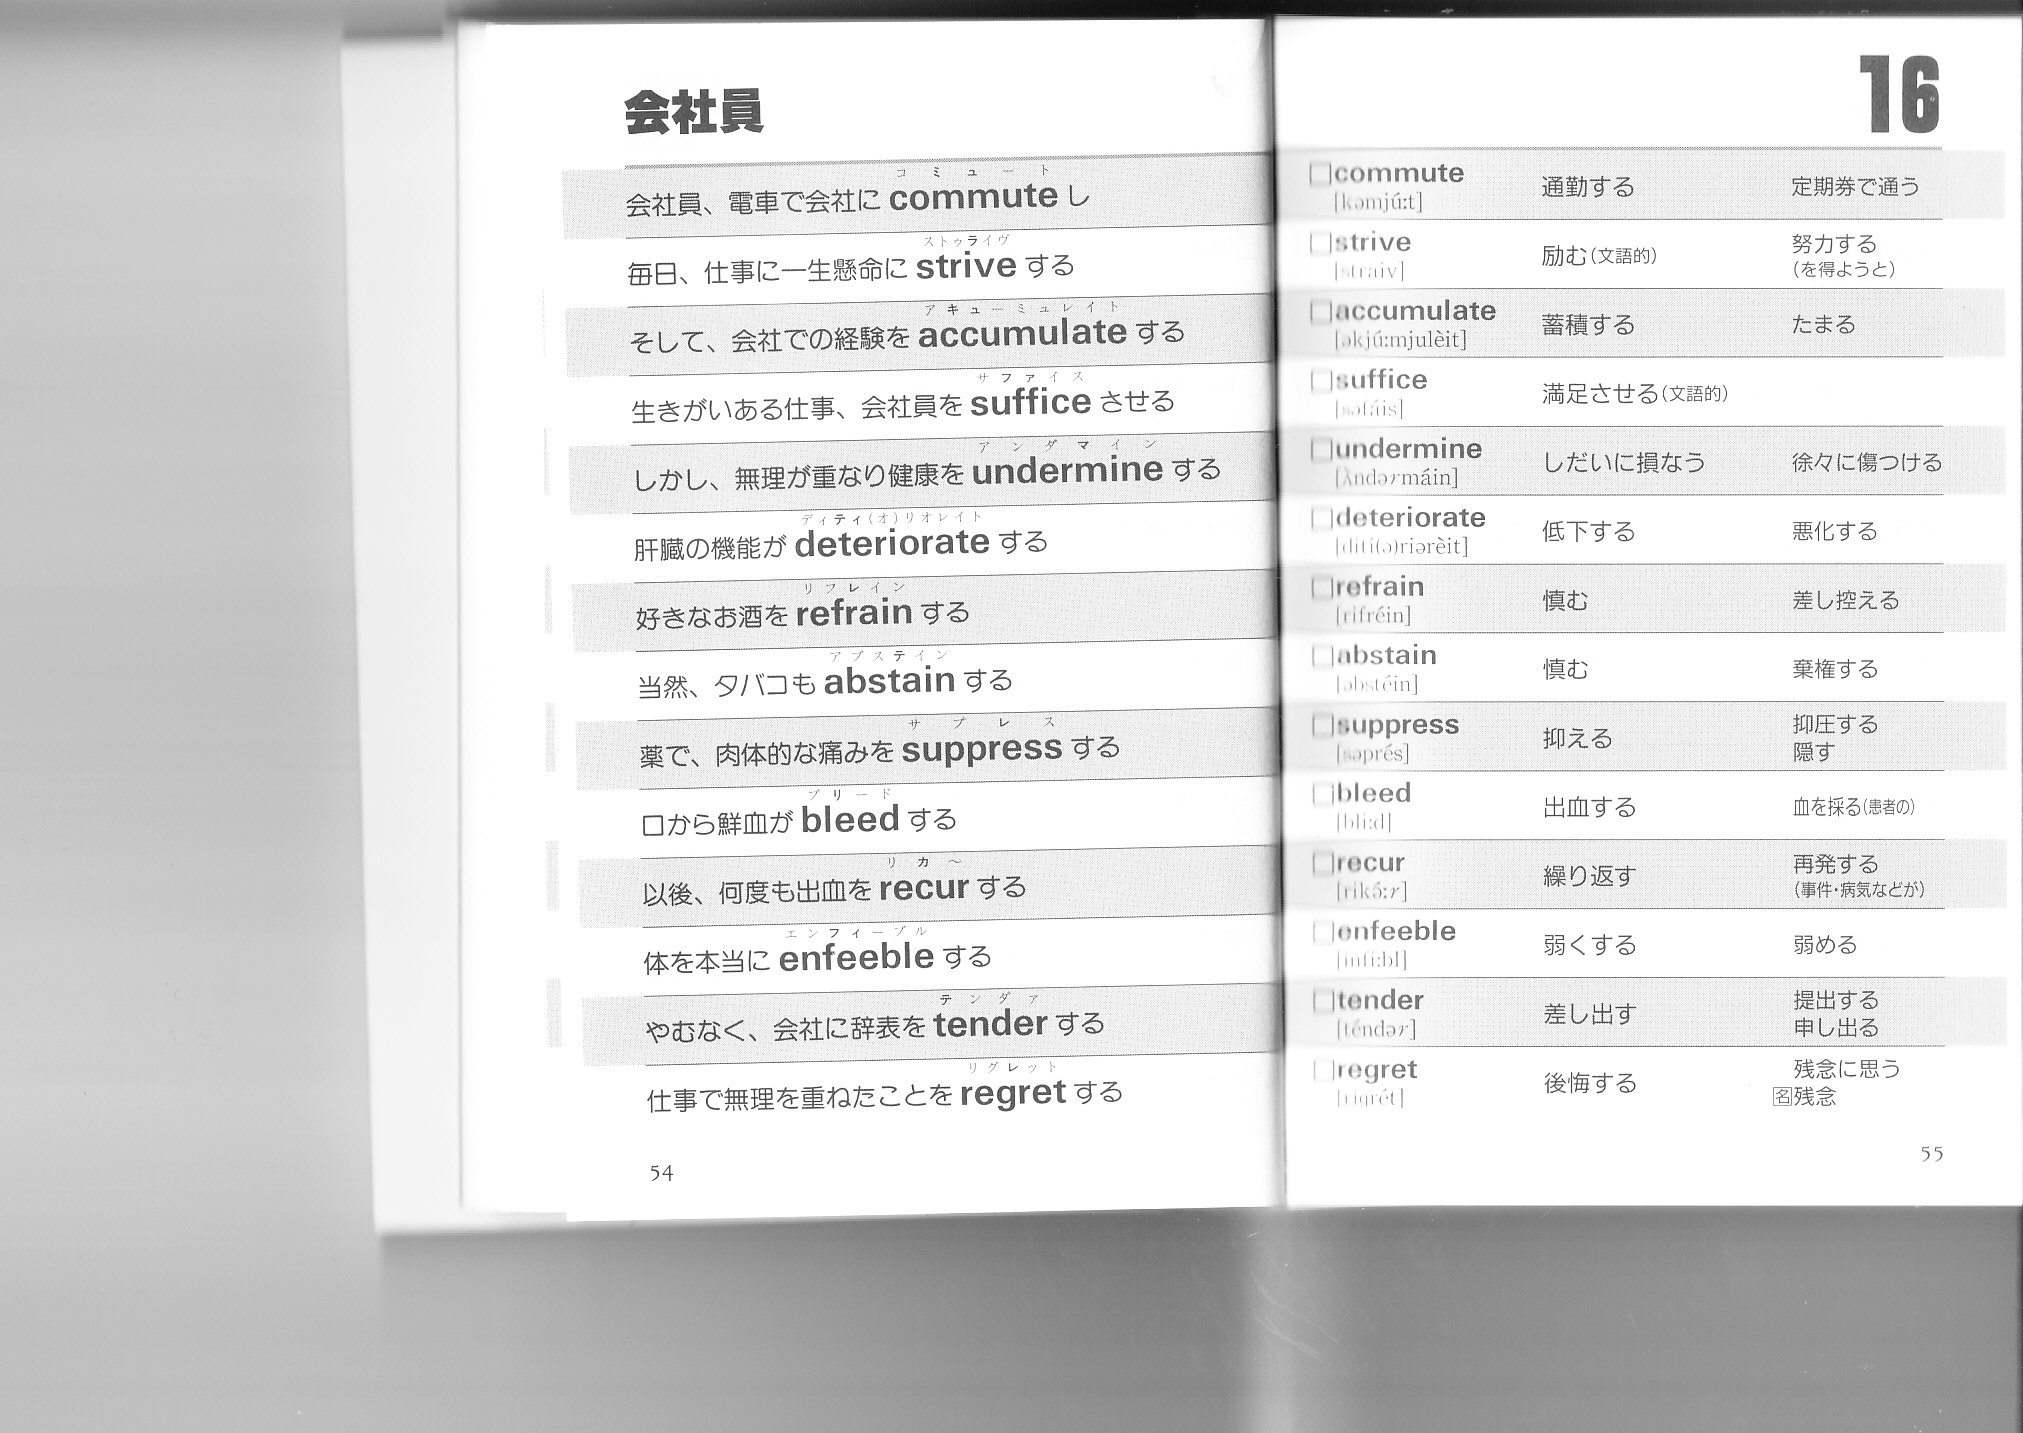 会社員
コミュート
会社員、電車で会社に commute し
ストゥライヴ
毎日、仕事に一生懸命に strive する
アキューミュレイト
そして、会社での経験を accumulate する
サファイス
生きがいある仕事、会社員を suffice させる
アンダマイン
しかし、無理が重なり健康を undermine する
ディティ(オ)リオレイト
肝臓の機能が deteriorate する
リフレイン
好きなお酒を refrain する
アブステイン
当然、タバコも abstain する
サプレス
薬で、肉体的な痛みを suppress する
ブリード
口から鮮血が bleed する
リカ〜
以後、何度も出血を recur する
エンフィーブル
体を本当に enfeeble する
テンダァ
やむなく、会社に辞表を tender する
リグレット
仕事で無理を重ねたことを regret する
54
16
□commute 通勤する 定期券で通う
[kəmjúːt]
□strive 励む(文語的) 努力する
[straiv] (を得ようと)
□accumulate 蓄積する たまる
[əkjúːmjulèit]
□suffice 満足させる(文語的)
[səfáis]
□undermine しだいに損なう 徐々に傷つける
[ʌ̀ndərmáin]
□deteriorate 低下する 悪化する
[ditíə)riərèit]
□refrain 慎む 差し控える
[rifréin]
□abstain 慎む 棄権する
[əbstéin]
□suppress 抑える 抑圧する
[səprés] 隠す
□bleed 出血する 血を採る(患者の)
[bliːd]
□recur 繰り返す 再発する
[rikə́ːr] (事件・病気などが)
□enfeeble 弱くする 弱める
[infíːbl]
□tender 差し出す 提出する
[téndər] 申し出る
□regret 後悔する 残念に思う
[rigrét] 名残念
55